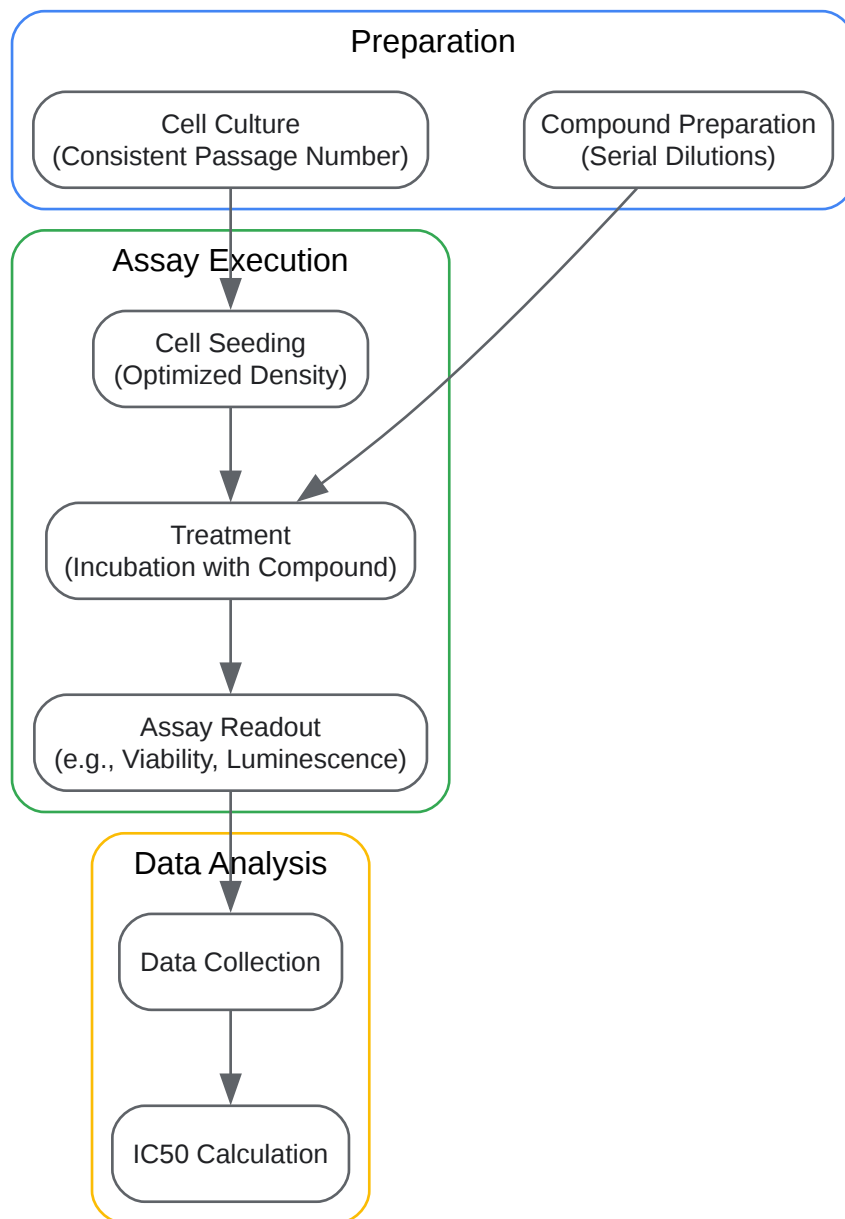 Preparation
Cell Culture
(Consistent Passage Number)
Compound Preparation
(Serial Dilutions)
Assay Execution
Cell Seeding
(Optimized Density)
Treatment
(Incubation with Compound)
Assay Readout
(e.g., Viability, Luminescence)
Data Analysis
Data Collection
IC50 Calculation